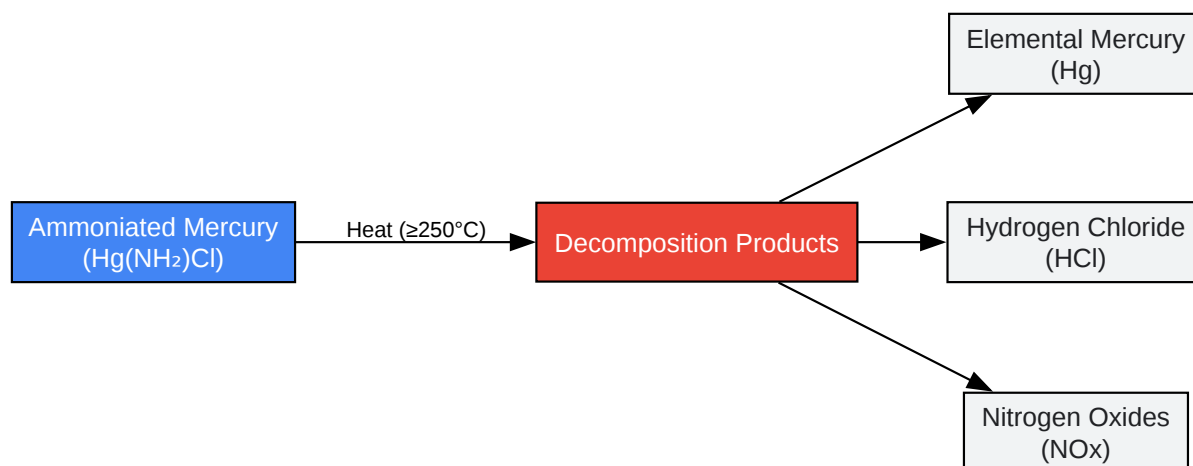 Elemental Mercury
(Hg)
Ammoniated Mercury
(Hg(NH₂)Cl)
Heat (≥250°C)
Decomposition Products
Hydrogen Chloride
(HCl)
Nitrogen Oxides
(NOx)